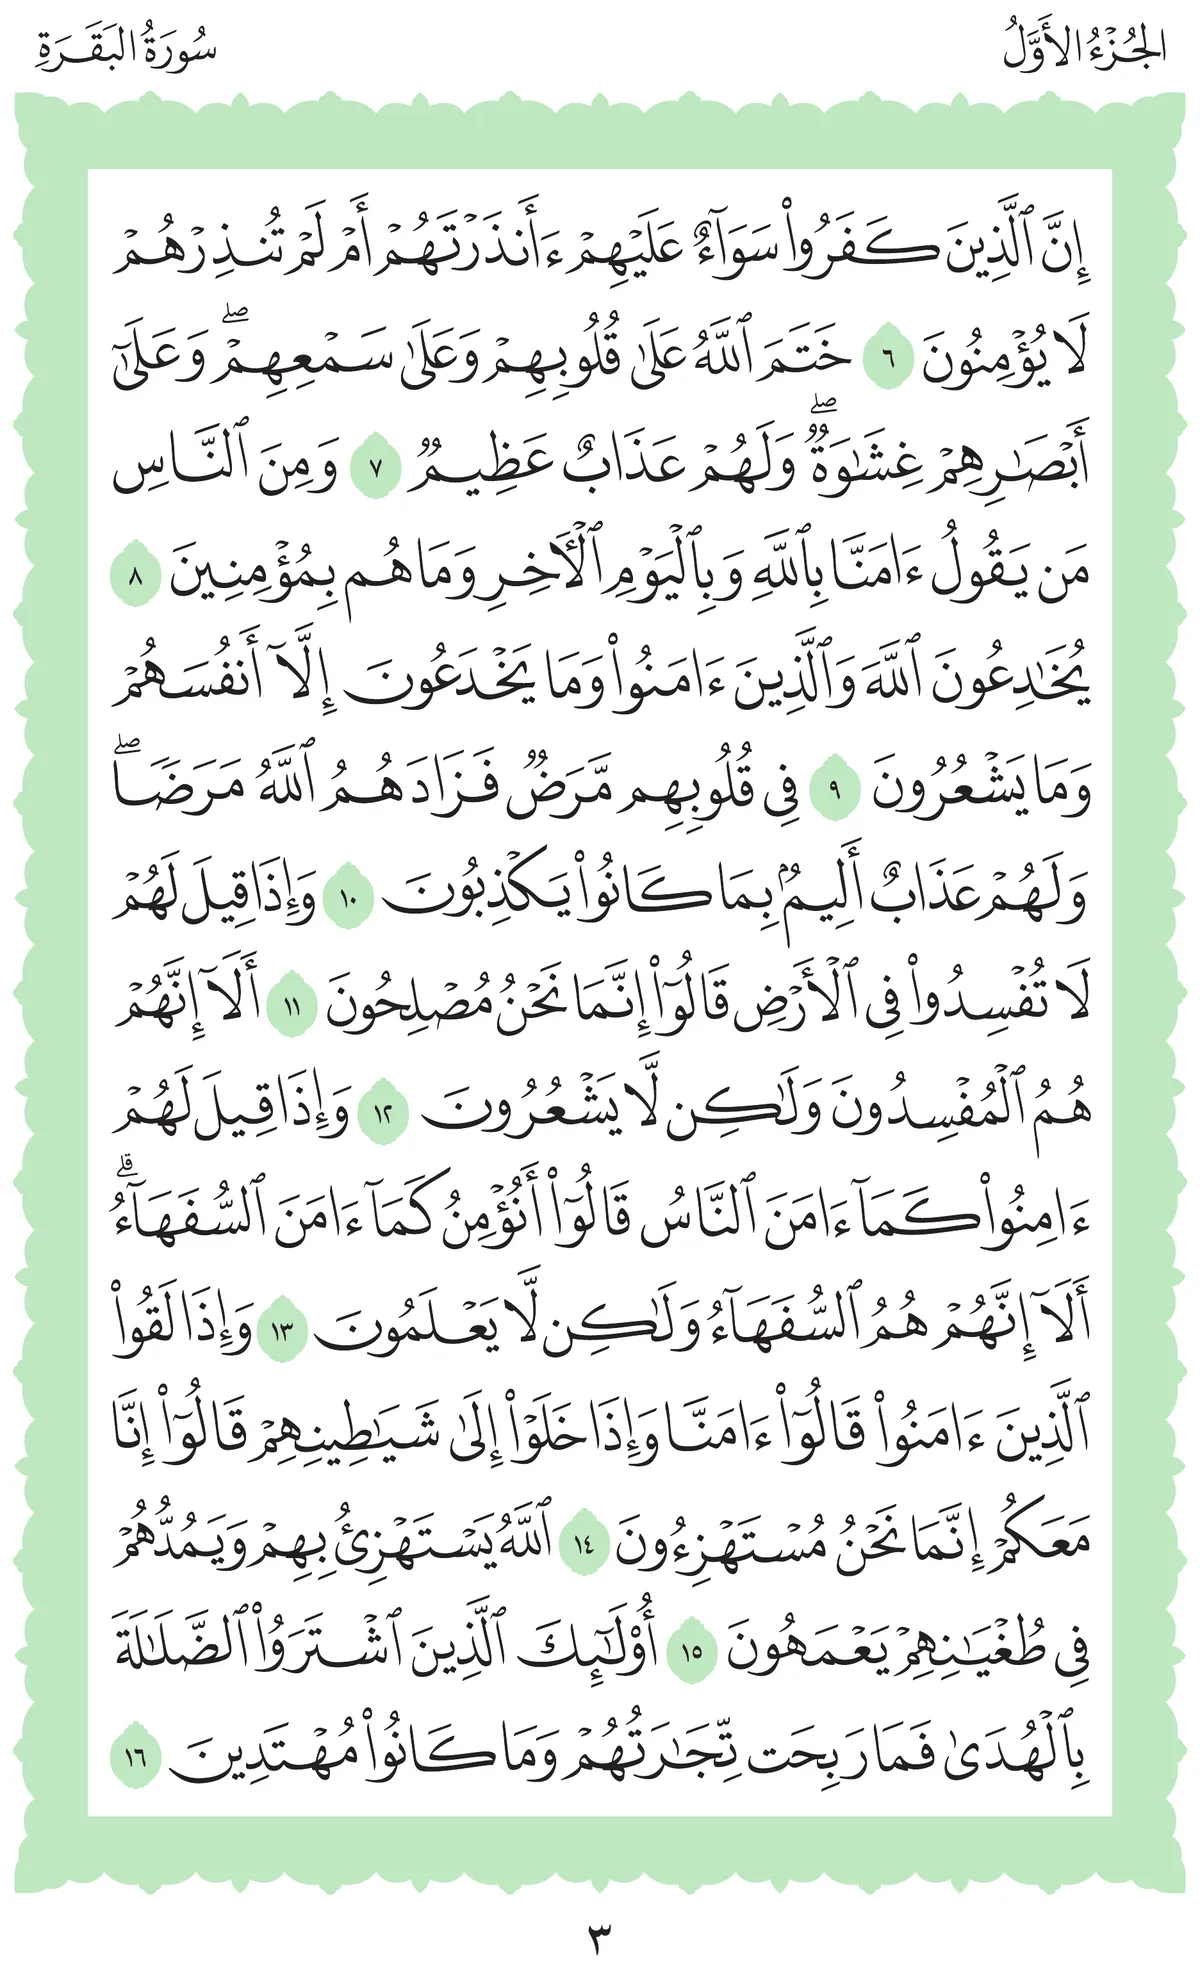 الجُزْءُ الأَوَّلُ
سُورَةُ البَقَرَةِ
إِنَّ ٱلَّذِينَ كَفَرُوا۟ سَوَآءٌ عَلَيْهِمْ ءَأَنذَرْتَهُمْ أَمْ لَمْ تُنذِرْهُمْ
لَا يُؤْمِنُونَ ٦ خَتَمَ ٱللَّهُ عَلَىٰ قُلُوبِهِمْ وَعَلَىٰ سَمْعِهِمْ ۖ وَعَلَىٰٓ
أَبْصَـٰرِهِمْ غِشَـٰوَةٌ ۖ وَلَهُمْ عَذَابٌ عَظِيمٌ ٧ وَمِنَ ٱلنَّاسِ
مَن يَقُولُ ءَامَنَّا بِٱللَّهِ وَبِٱلْيَوْمِ ٱلْـَٔاخِرِ وَمَا هُم بِمُؤْمِنِينَ ٨
يُخَـٰدِعُونَ ٱللَّهَ وَٱلَّذِينَ ءَامَنُوا۟ وَمَا يَخْدَعُونَ إِلَّآ أَنفُسَهُمْ
وَمَا يَشْعُرُونَ ٩ فِى قُلُوبِهِم مَّرَضٌ فَزَادَهُمُ ٱللَّهُ مَرَضًا ۖ
وَلَهُمْ عَذَابٌ أَلِيمٌۢ بِمَا كَانُوا۟ يَكْذِبُونَ ١٠ وَإِذَا قِيلَ لَهُمْ
لَا تُفْسِدُوا۟ فِى ٱلْأَرْضِ قَالُوٓا۟ إِنَّمَا نَحْنُ مُصْلِحُونَ ١١ أَلَآ إِنَّهُمْ
هُمُ ٱلْمُفْسِدُونَ وَلَـٰكِن لَّا يَشْعُرُونَ ١٢ وَإِذَا قِيلَ لَهُمْ
ءَامِنُوا۟ كَمَآ ءَامَنَ ٱلنَّاسُ قَالُوٓا۟ أَنُؤْمِنُ كَمَآ ءَامَنَ ٱلسُّفَهَآءُ ۗ
أَلَآ إِنَّهُمْ هُمُ ٱلسُّفَهَآءُ وَلَـٰكِن لَّا يَعْلَمُونَ ١٣ وَإِذَا لَقُوا۟
ٱلَّذِينَ ءَامَنُوا۟ قَالُوٓا۟ ءَامَنَّا وَإِذَا خَلَوْا۟ إِلَىٰ شَيَـٰطِينِهِمْ قَالُوٓا۟ إِنَّا
مَعَكُمْ إِنَّمَا نَحْنُ مُسْتَهْزِءُونَ ١٤ ٱللَّهُ يَسْتَهْزِئُ بِهِمْ وَيَمُدُّهُمْ
فِى طُغْيَـٰنِهِمْ يَعْمَهُونَ ١٥ أُو۟لَـٰٓئِكَ ٱلَّذِينَ ٱشْتَرَوُا۟ ٱلضَّلَـٰلَةَ
بِٱلْهُدَىٰ فَمَا رَبِحَت تِّجَـٰرَتُهُمْ وَمَا كَانُوا۟ مُهْتَدِينَ ١٦
٣